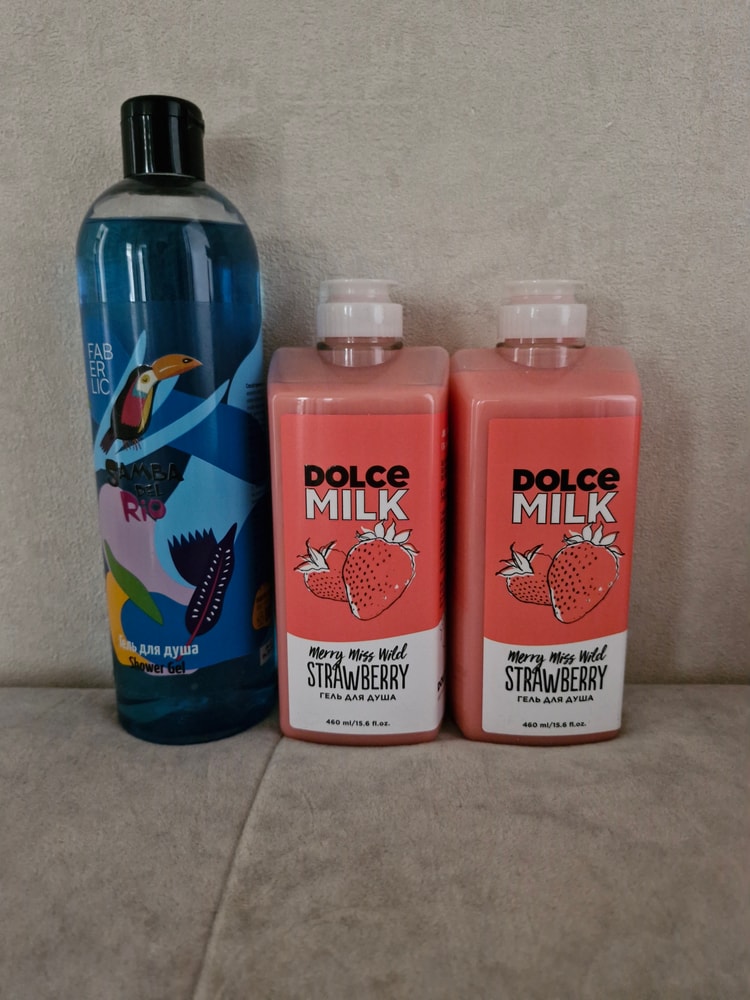 FAB
ER
LIC
SAMBA
DEL
RIO
Гель для душа
Shower Gel
DOLCE
MILK
Merry Miss Wild
STRAWBERRY
ГЕЛЬ ДЛЯ ДУША
460 ml/15.6 fl.oz.
DOLCE
MILK
Merry Miss Wild
STRAWBERRY
ГЕЛЬ ДЛЯ ДУША
460 ml/15.6 fl.oz.